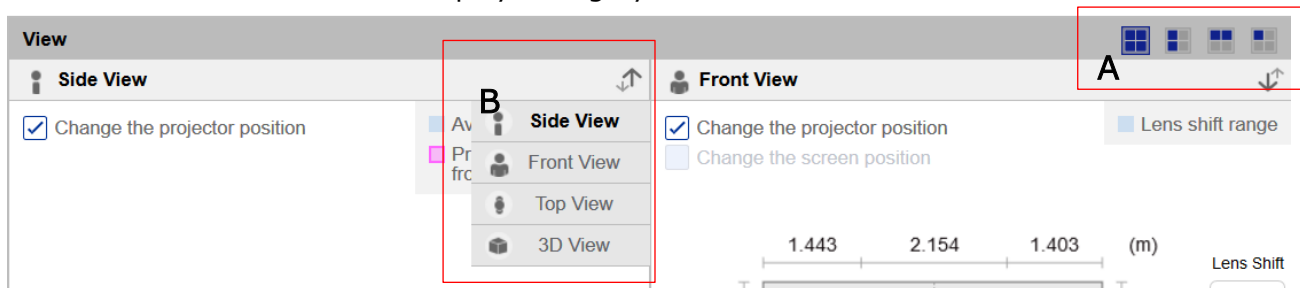 View
A
Side View
Front View
B
Change the projector position
Av
Pr
fro
Side View
Front View
Top View
3D View
Change the projector position
Change the screen position
Lens shift range
1.443 2.154 1.403 (m)
Lens Shift